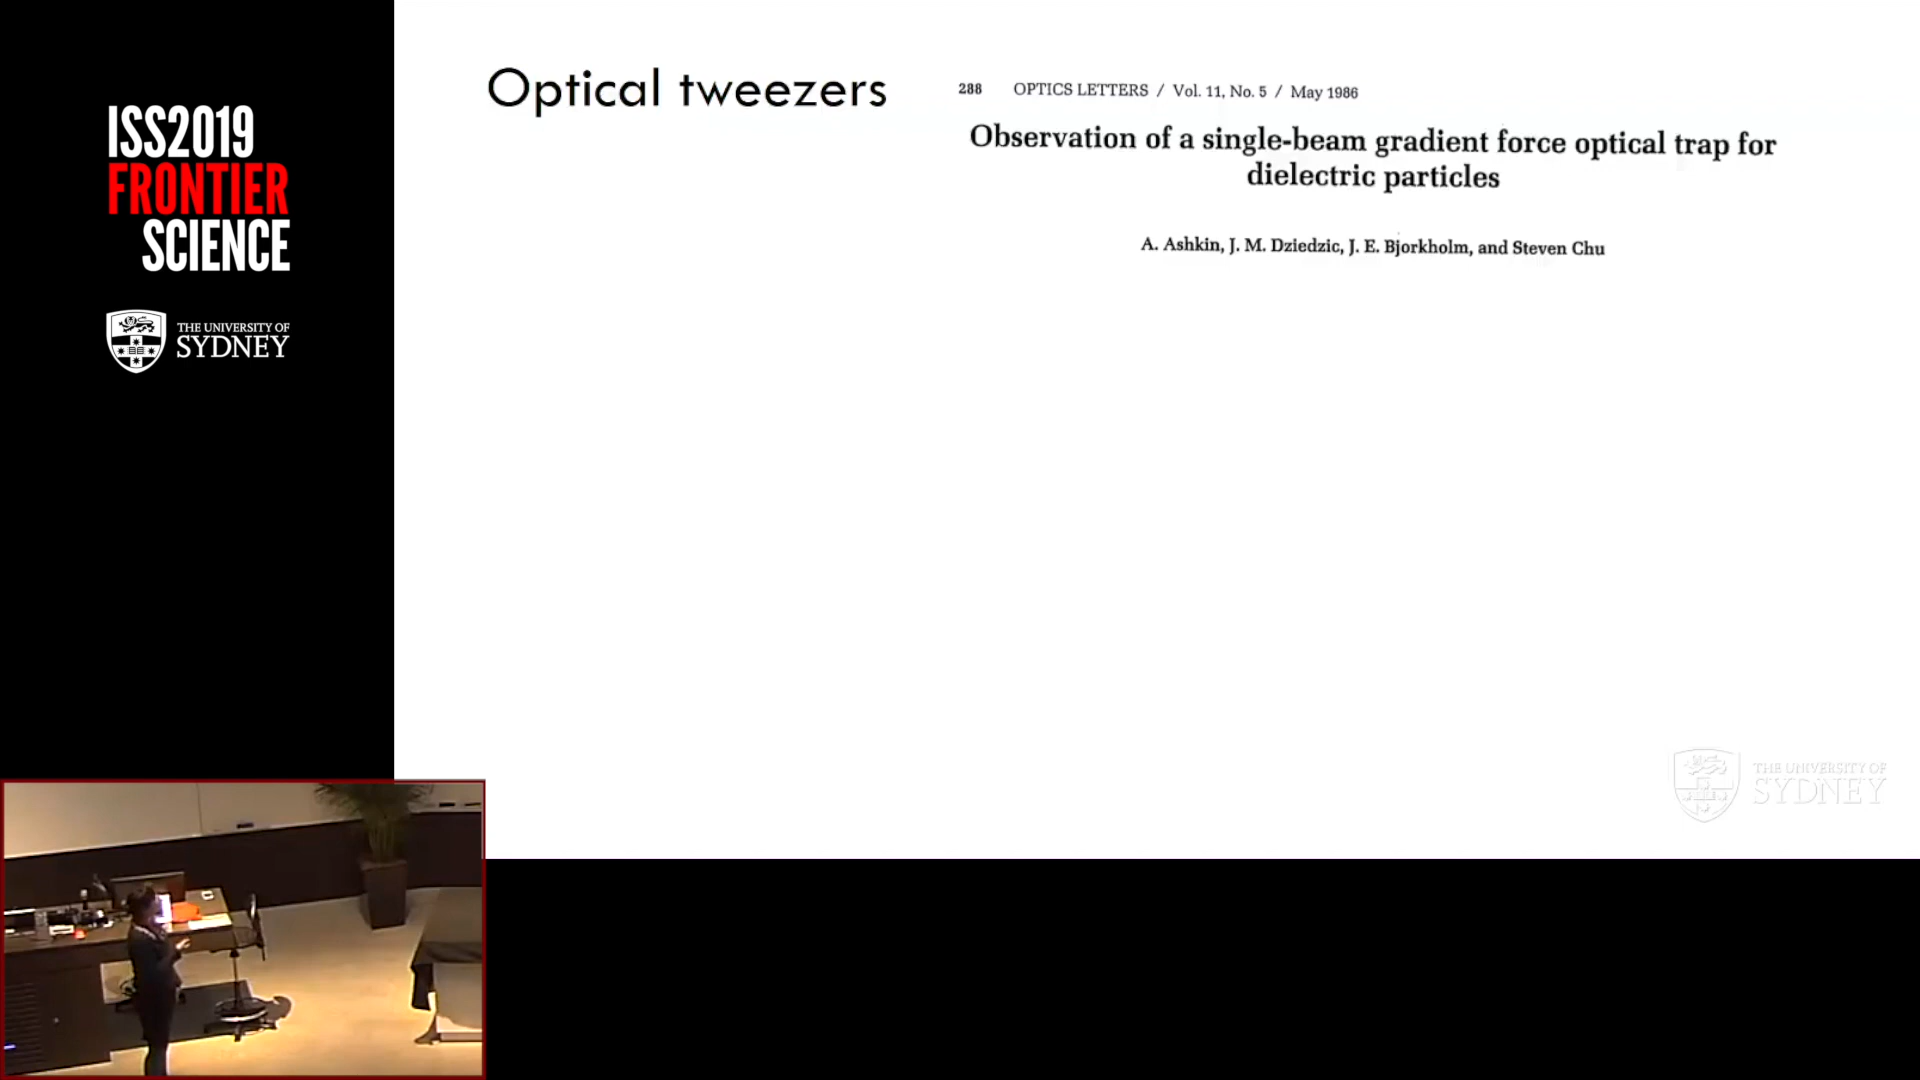 ISS2019
FRONTIER
SCIENCE
THE UNIVERSITY OF
SYDNEY
Optical tweezers
288 OPTICS LETTERS / Vol. 11, No. 5 / May 1986
Observation of a single-beam gradient force optical trap for
dielectric particles
A. Ashkin, J. M. Dziedzic, J. E. Bjorkholm, and Steven Chu
THE UNIVERSITY OF
SYDNEY